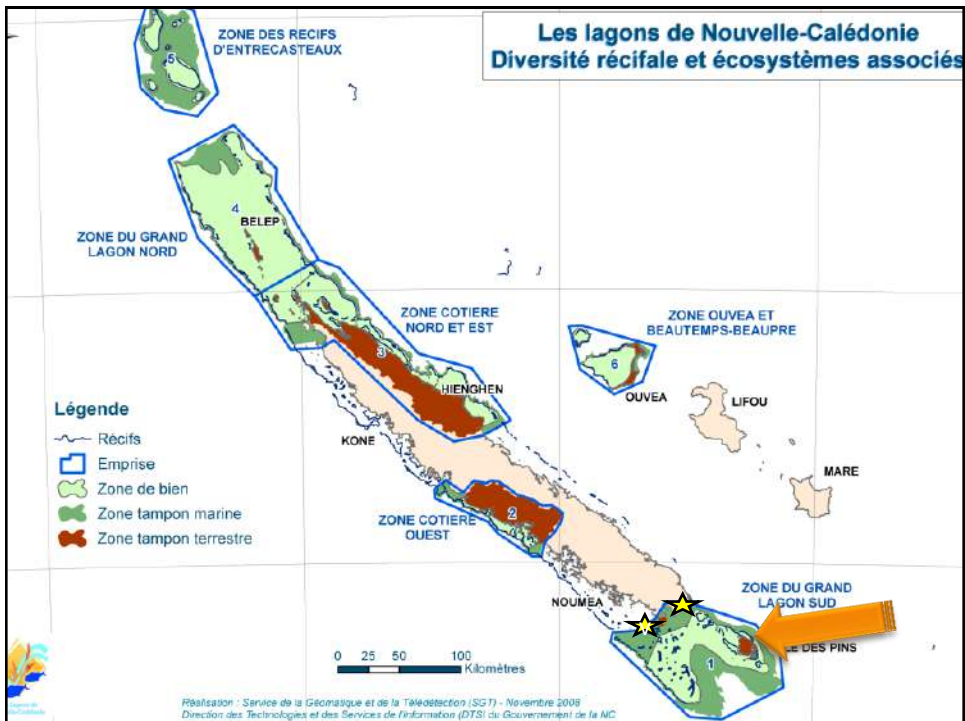 Les lagons de Nouvelle-Calédonie
Diversité récifale et écosystèmes associés
ZONE DES RECIFS
D'ENTRECASTEAUX
5
4
BELEP
ZONE DU GRAND
LAGON NORD
ZONE COTIERE
NORD ET EST
3
HIENGHEN
ZONE OUVEA ET
BEAUTEMPS-BEAUPRE
6
OUVEA
LIFOU
MARE
Légende
Récifs
Emprise
Zone de bien
Zone tampon marine
Zone tampon terrestre
KONE
2
ZONE COTIERE
OUEST
NOUMEA
ZONE DU GRAND
LAGON SUD
LE DES PINS
1
0 25 50 100
Kilomètres
Réalisation : Service de la Géomatique et de la Télédétection (SGT) - Novembre 2008
Direction des Technologies et des Services de l'Information (DTSI du Gouvernement de la NC